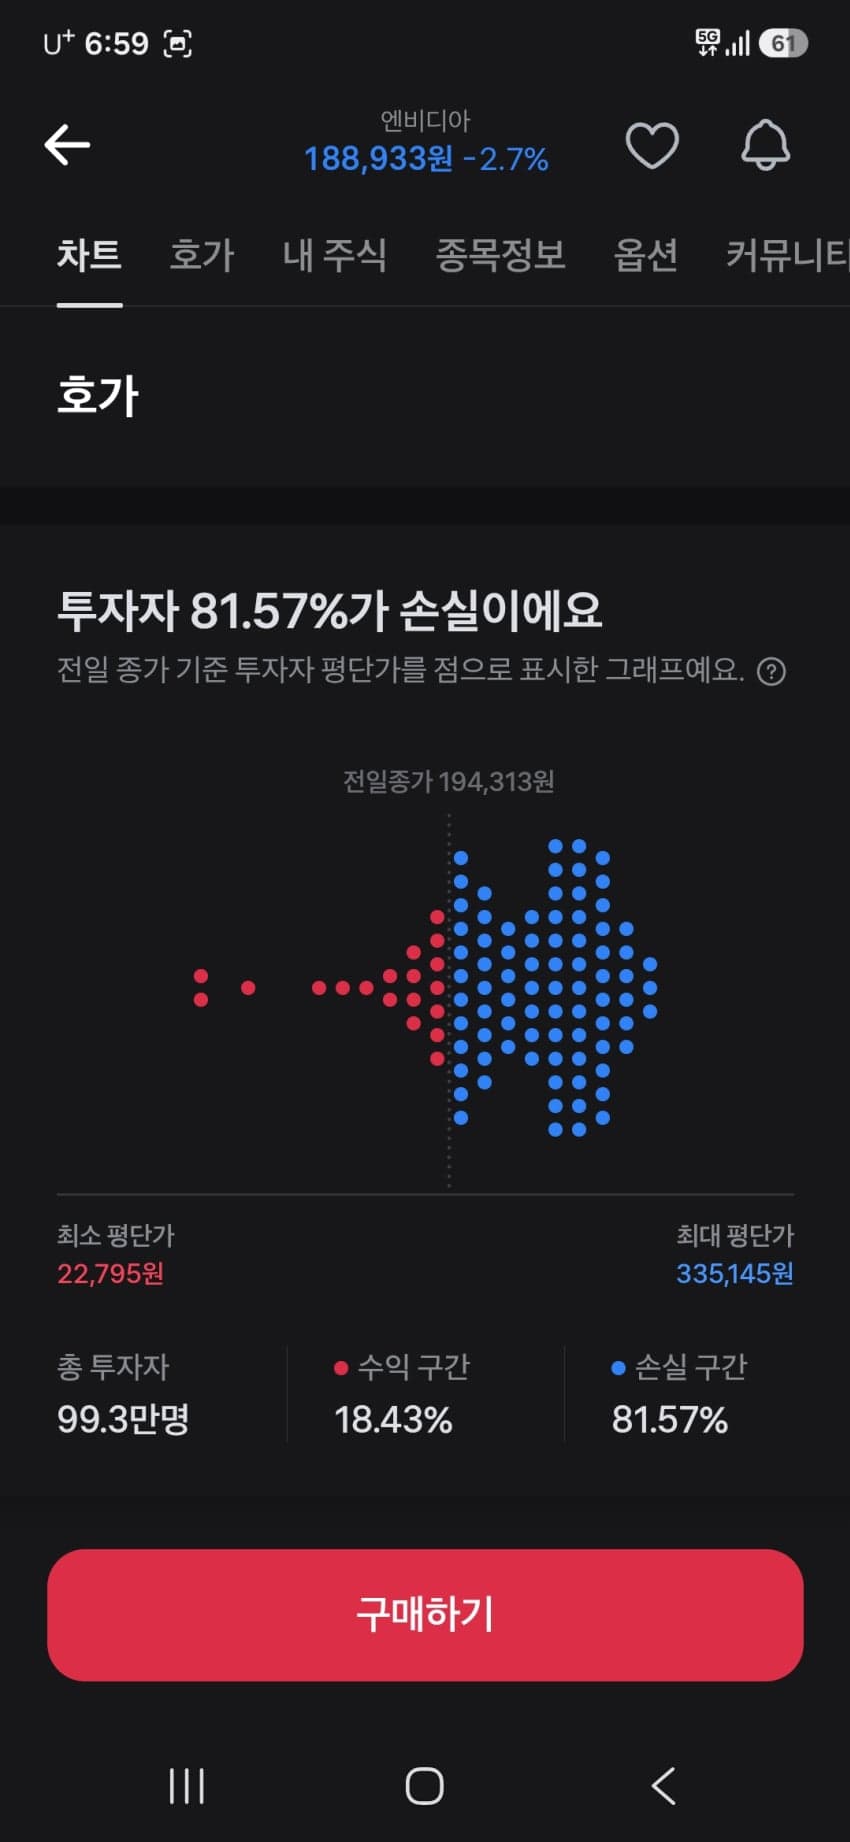 U+ 6:59 5G 61
엔비디아
188,933원 -2.7%
차트 호가 내 주식 종목정보 옵션 커뮤니티
호가
투자자 81.57%가 손실이에요
전일 종가 기준 투자자 평단가를 점으로 표시한 그래프예요. ?
전일종가 194,313원
최소 평단가 최대 평단가
22,795원 335,145원
총 투자자 수익 구간 손실 구간
99.3만명 18.43% 81.57%
구매하기